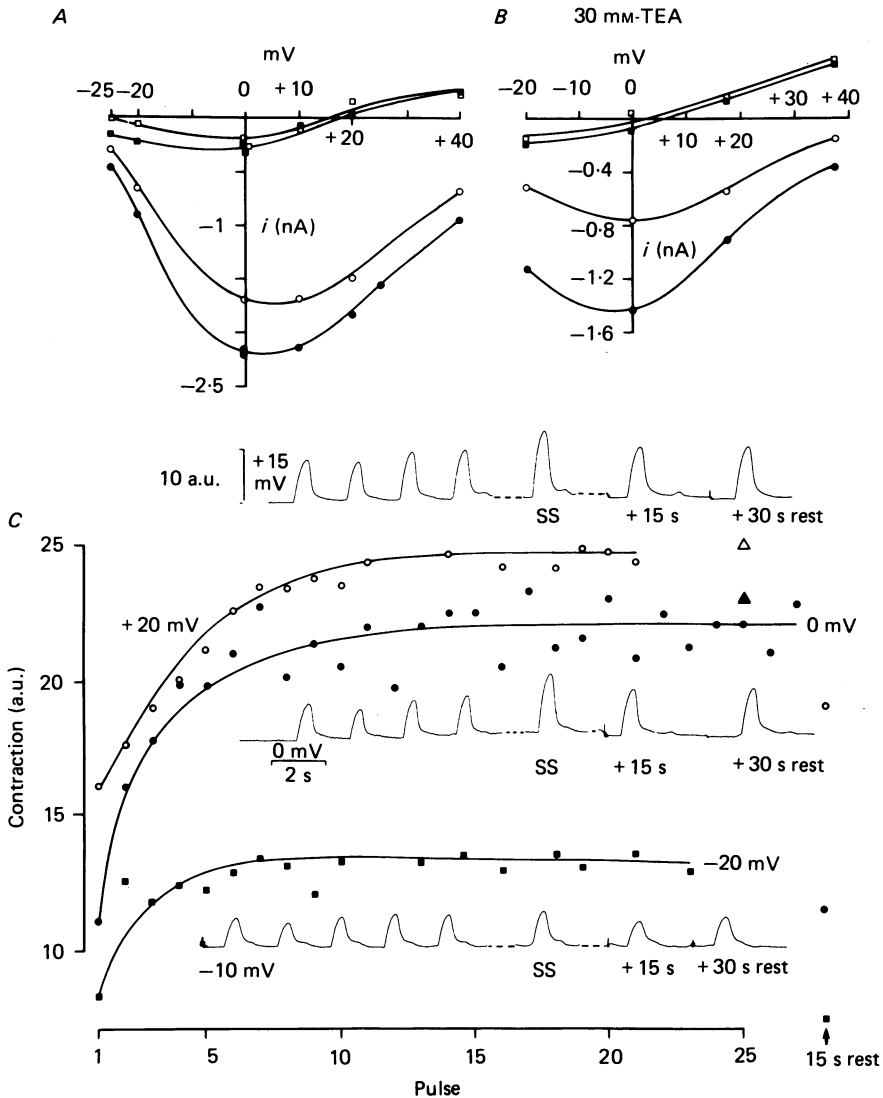 A
B 30 mM-TEA
mV
mV
−25 −20 0 +10
+20 +40
−1 i (nA)
−2·5
−20 −10 0 +30 +40
+10 +20
−0·4
−0·8
i (nA)
−1·2
−1·6
10 a.u. +15 mV
SS +15 s +30 s rest
C
25
+20 mV
0 mV
20
0 mV
2 s
SS +15 s +30 s rest
15
−20 mV
10
−10 mV SS +15 s +30 s rest
Contraction (a.u.)
1 5 10 15 20 25 15 s rest
Pulse